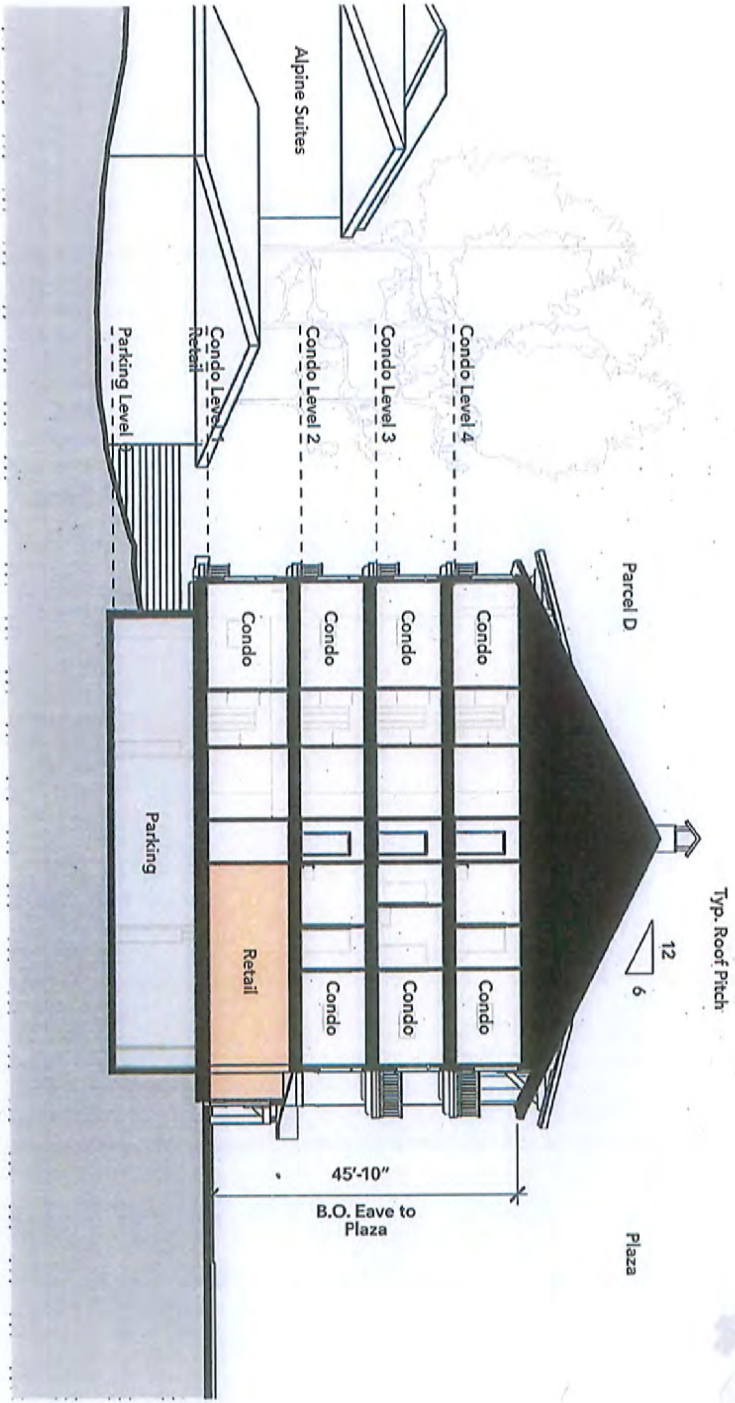 Alpine Suites
Parcel D
Typ. Roof Pitch
12
6
Plaza
Condo Level 4
Condo Level 3
Condo Level 2
Condo Level 1
Retail
Parking Level
Condo
Condo
Condo
Condo
Condo
Condo
Condo
Retail
Parking
45'-10"
B.O. Eave to
Plaza